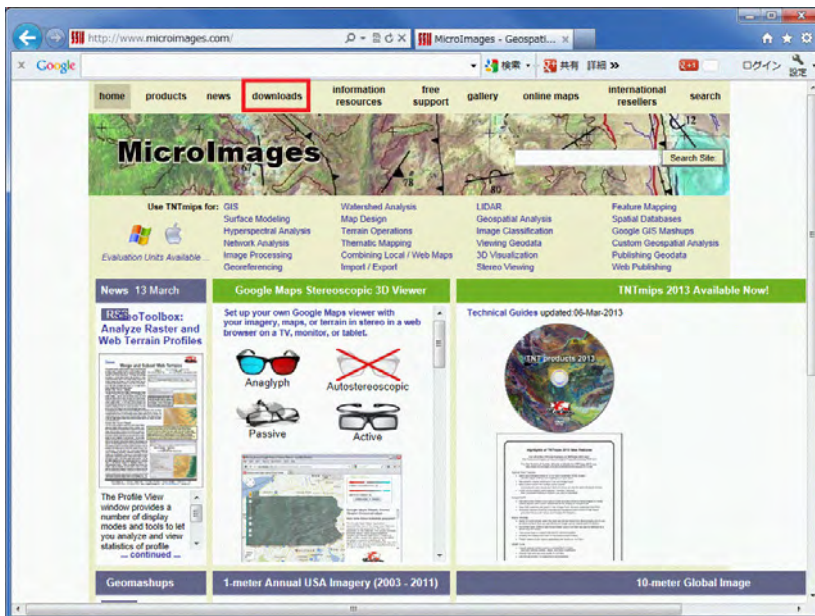 http://www.microimages.com/
MicroImages - Geospati...
Google
検索
共有
詳細 »
ログイン
設定
home products news downloads information resources free support gallery online maps international resellers search
12
MicroImages
Search Site
67
78
80
Use TNTmips for:
Evaluation Units Available...
GIS
Surface Modeling
Hyperspectral Analysis
Network Analysis
Image Processing
Georeferencing
Watershed Analysis
Map Design
Terrain Operations
Thematic Mapping
Combining Local / Web Maps
Import / Export
LIDAR
Geospatial Analysis
Image Classification
Viewing Geodata
3D Visualization
Stereo Viewing
Feature Mapping
Spatial Databases
Google GIS Mashups
Custom Geospatial Analysis
Publishing Geodata
Web Publishing
News 13 March
Google Maps Stereoscopic 3D Viewer
TNTmips 2013 Available Now!
GeoToolbox:
Analyze Raster and
Web Terrain Profiles
The Profile View
window provides a
number of display
modes and tools to let
you analyze and view
statistics of profile
... continued ...
Set up your own Google Maps viewer with
your imagery, maps, or terrain in stereo in a web
browser on a TV, monitor, or tablet.
Anaglyph
Autostereoscopic
Passive
Active
Technical Guides updated:06-Mar-2013
TNT products 2013
Geomashups
1-meter Annual USA Imagery (2003 - 2011)
10-meter Global Image